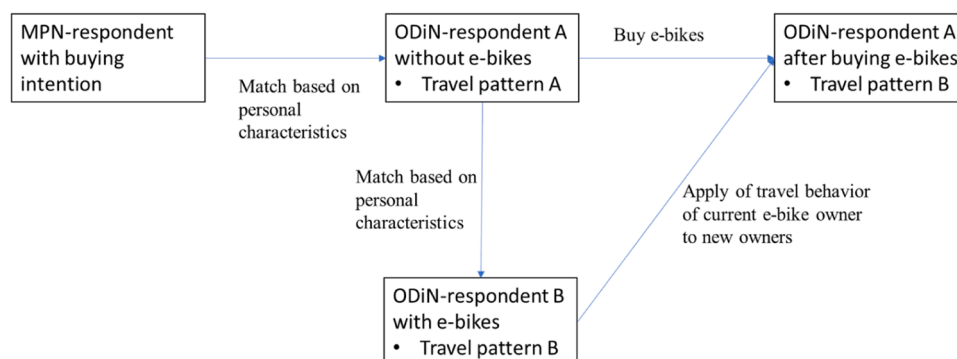 MPN-respondent
with buying
intention
Match based on
personal
characteristics
ODiN-respondent A
without e-bikes
• Travel pattern A
Buy e-bikes
ODiN-respondent A
after buying e-bikes
• Travel pattern B
Match based on
personal
characteristics
Apply of travel behavior
of current e-bike owner
to new owners
ODiN-respondent B
with e-bikes
• Travel pattern B